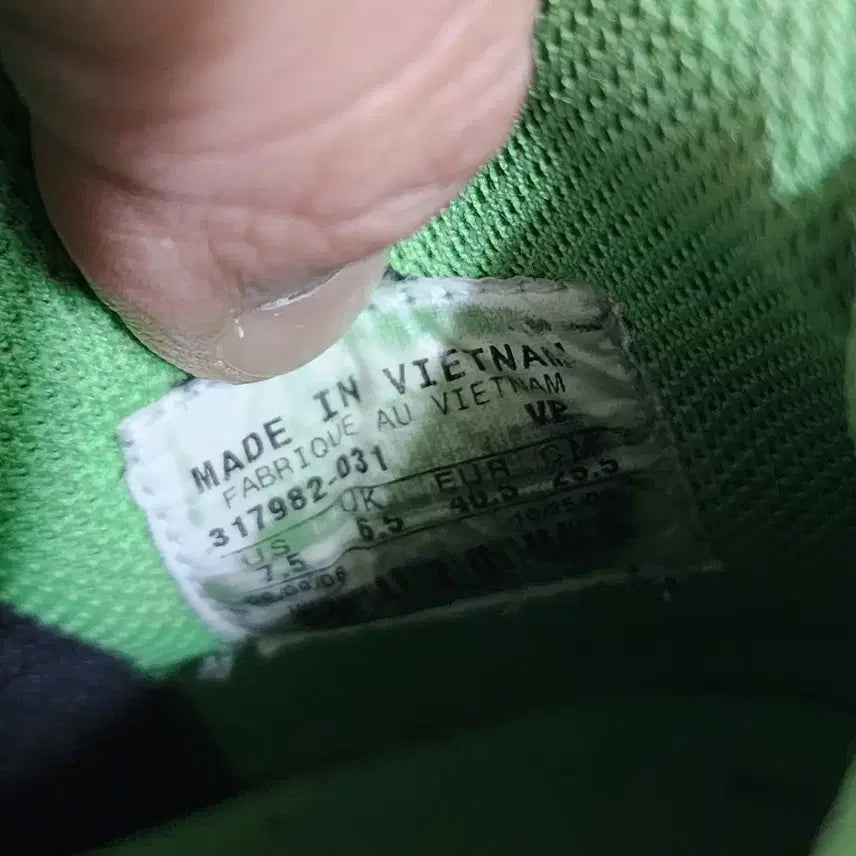 MADE IN VIETNAM
FABRIQUE AU VIETNAM
VP
317982-031
US UK EUR CM
7.5 6.5 40.5 25.5